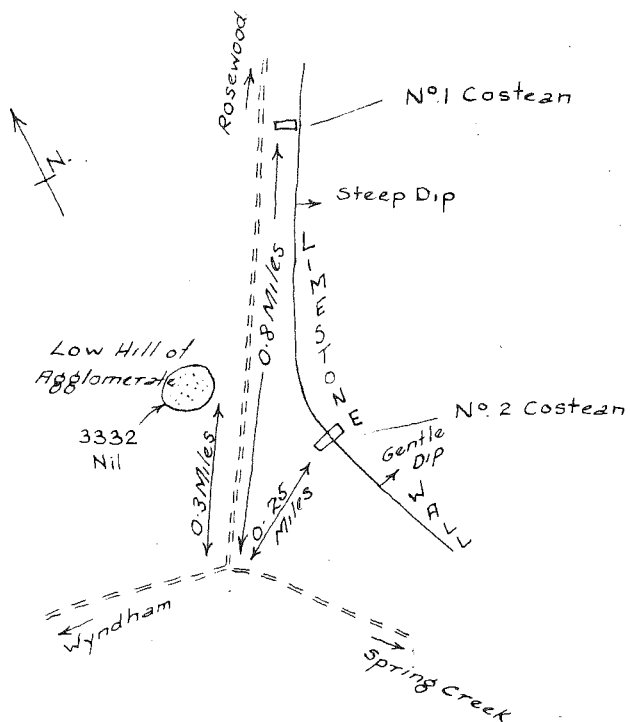 Rosewood
No.1 Costean
N.
Steep Dip
LIMESTONE WALL
0.8 Miles
Low Hill of
Agglomerate
3332
Nil
No. 2 Costean
Gentle
Dip
0.3 Miles
0.25
Miles
Wyndham
Spring Creek